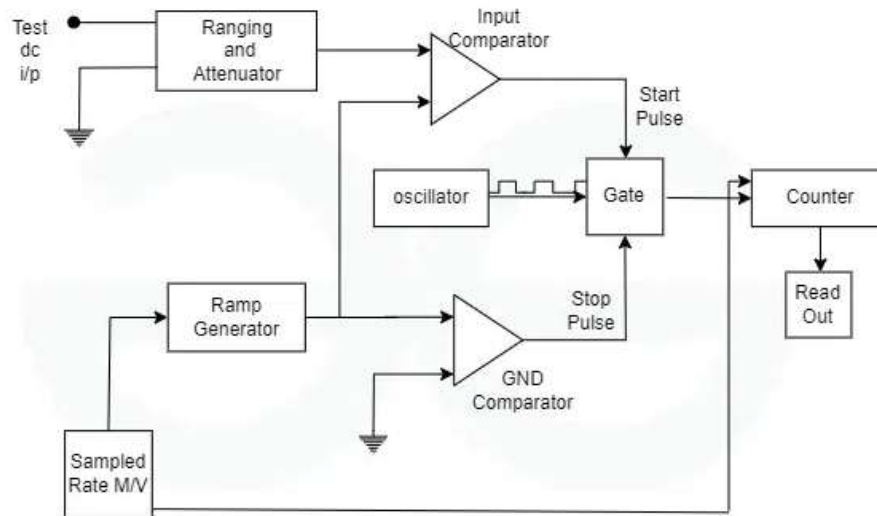 Test
dc
i/p
Ranging
and
Attenuator
Input
Comparator
Start
Pulse
oscillator
Gate
Counter
Read
Out
Ramp
Generator
Stop
Pulse
GND
Comparator
Sampled
Rate M/V